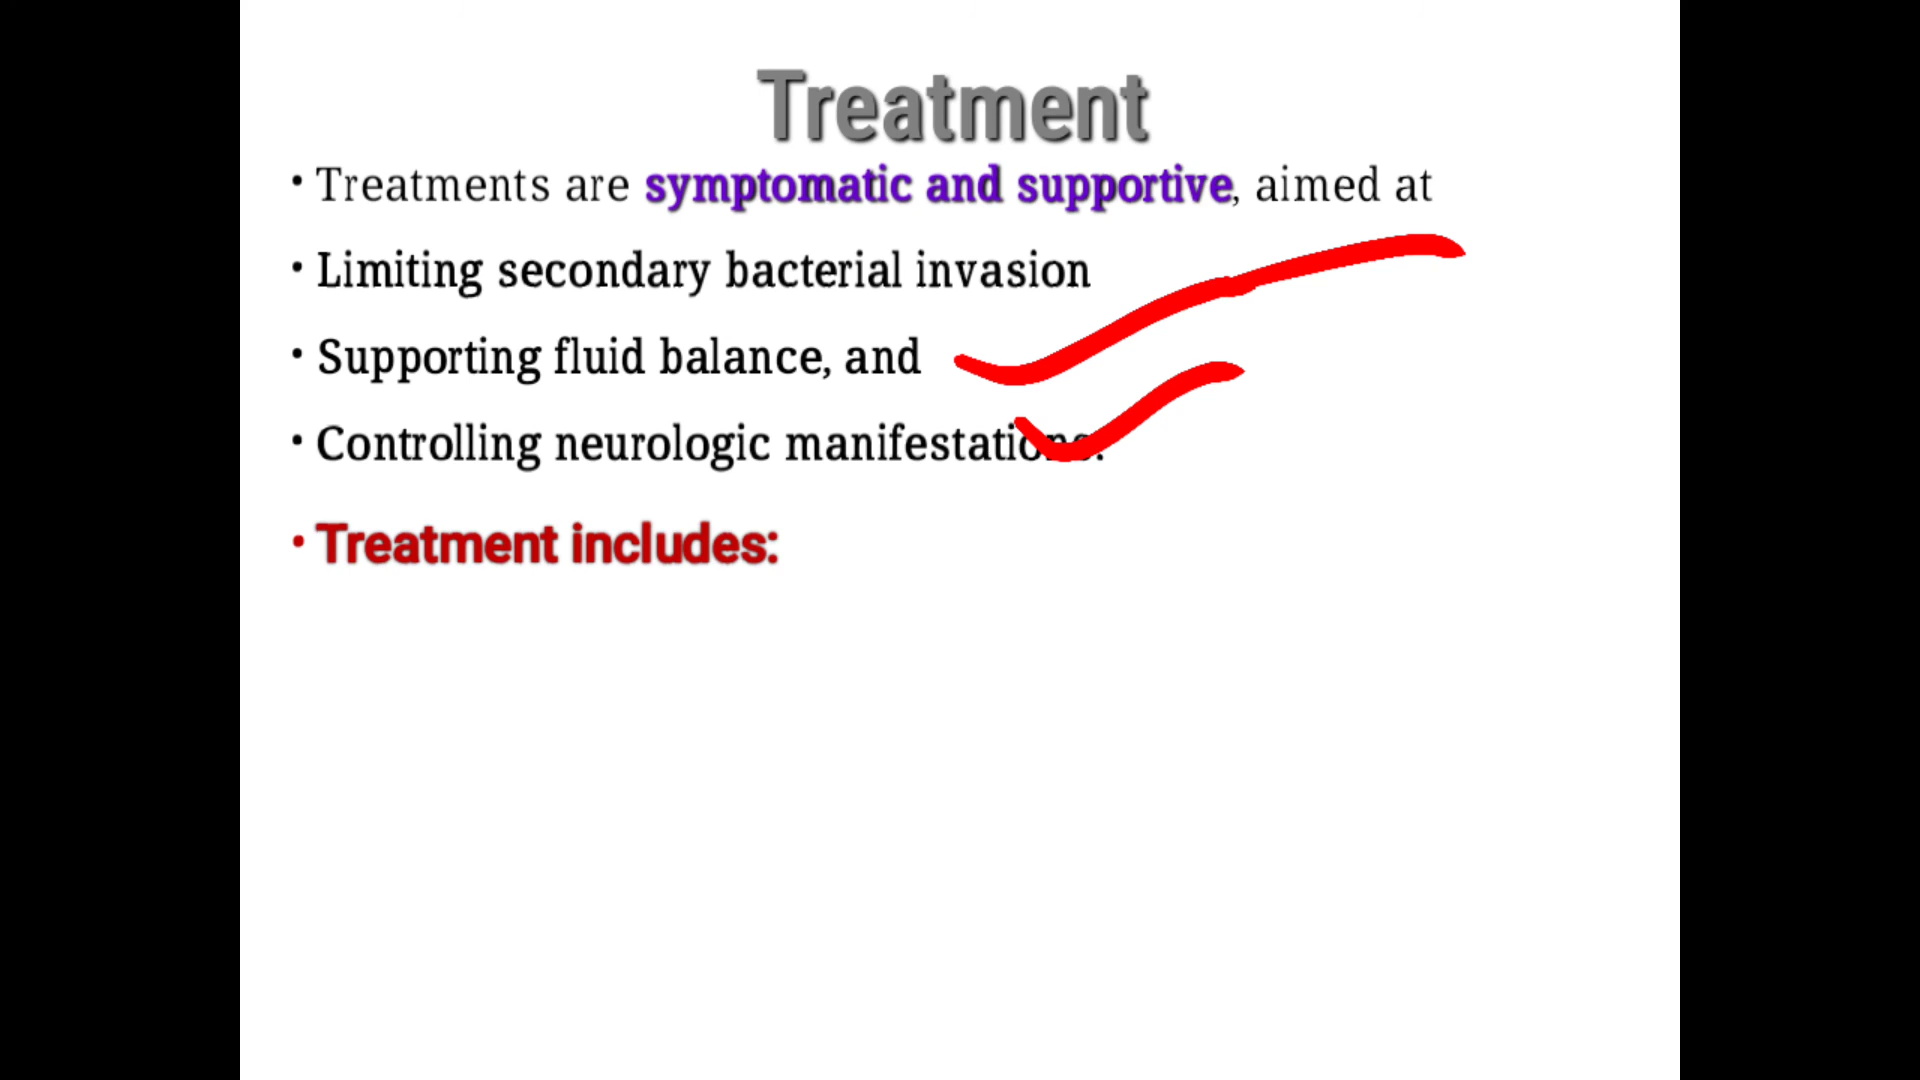 Treatment
• Treatments are symptomatic and supportive, aimed at
• Limiting secondary bacterial invasion
• Supporting fluid balance, and
• Controlling neurologic manifestations.
• Treatment includes: